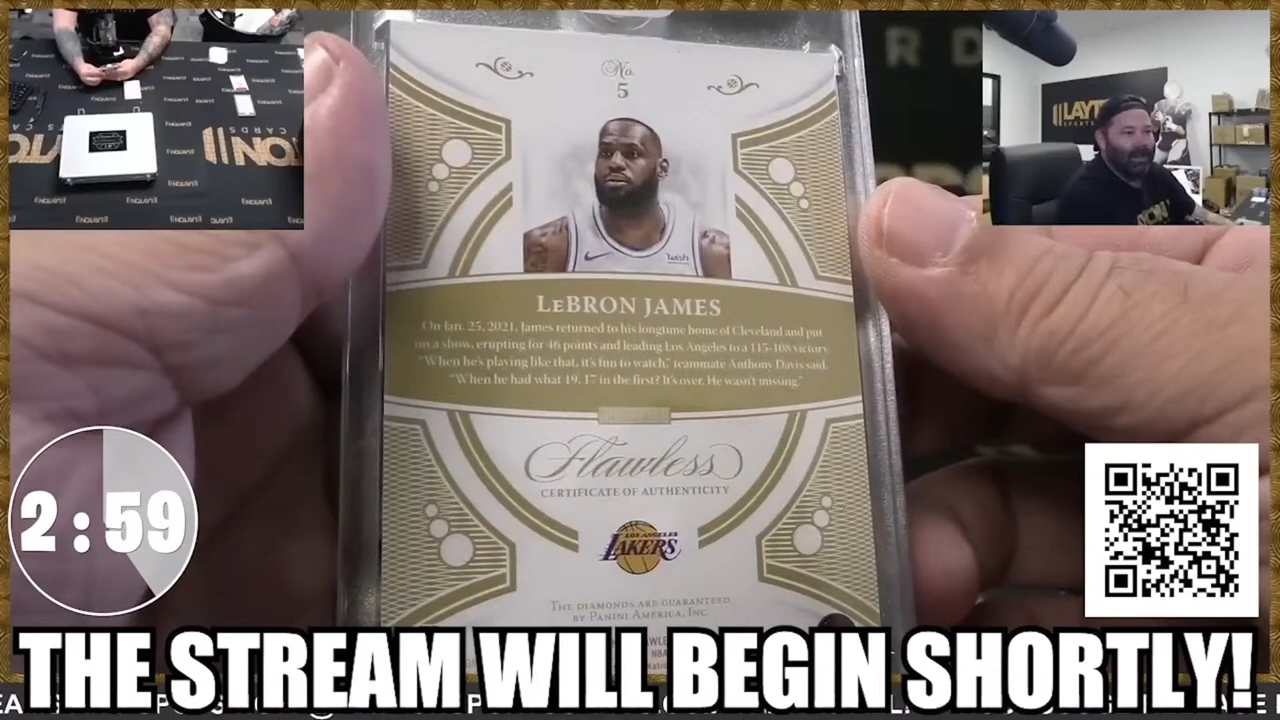 No.
5
wish
LEBRON JAMES
On Jan. 25, 2021, James returned to his longtime home of Cleveland and put
on a show, erupting for 46 points and leading Los Angeles to a 115-108 victory.
"When he's playing like that, it's fun to watch," teammate Anthony Davis said.
"When he had what 19, 17 in the first? It's over. He wasn't missing."
Flawless
CERTIFICATE OF AUTHENTICITY
LOS ANGELES
LAKERS
THE DIAMONDS ARE GUARANTEED
BY PANINI AMERICA, INC.
2:59
THE STREAM WILL BEGIN SHORTLY!